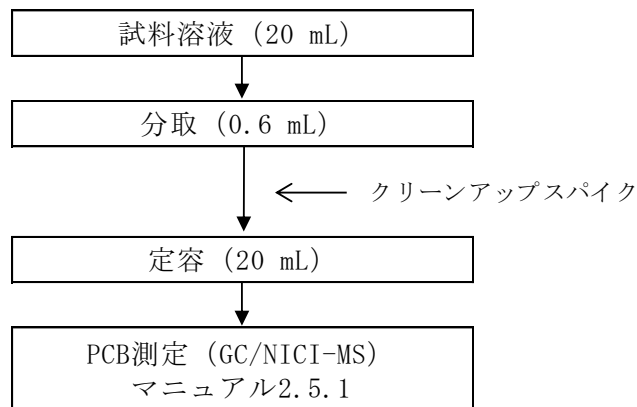 試料溶液 (20 mL)
分取 (0.6 mL)
クリーンアップスパイク
定容 (20 mL)
PCB測定 (GC/NICI-MS)
マニュアル2.5.1